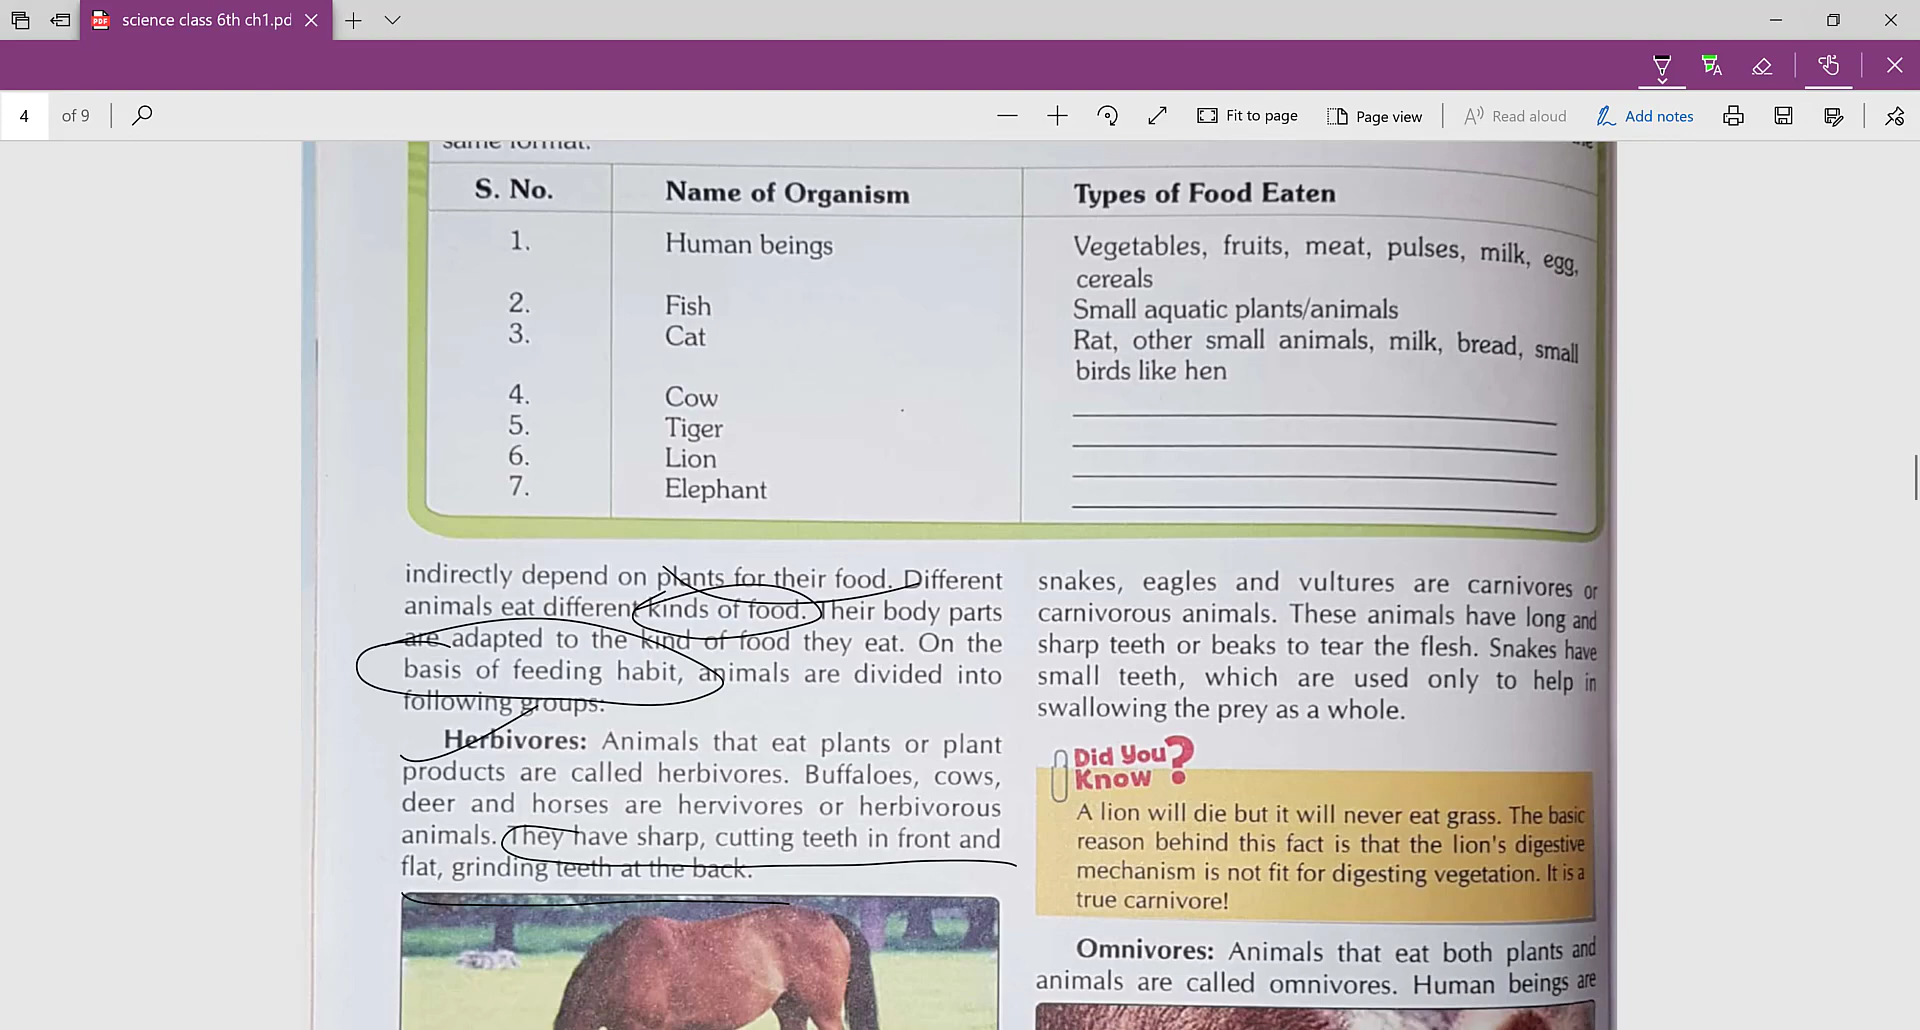 science class 6th ch1.pd
4 of 9
Fit to page
Page view
Read aloud
Add notes
same format.
S. No. Name of Organism Types of Food Eaten
1. Human beings Vegetables, fruits, meat, pulses, milk, egg,
cereals
2. Fish Small aquatic plants/animals
3. Cat Rat, other small animals, milk, bread, small
birds like hen
4. Cow
5. Tiger
6. Lion
7. Elephant
indirectly depend on plants for their food. Different
animals eat different kinds of food. Their body parts
are adapted to the kind of food they eat. On the
basis of feeding habit, animals are divided into
following groups:
Herbivores: Animals that eat plants or plant
products are called herbivores. Buffaloes, cows,
deer and horses are hervivores or herbivorous
animals. They have sharp, cutting teeth in front and
flat, grinding teeth at the back.
snakes, eagles and vultures are carnivores or
carnivorous animals. These animals have long and
sharp teeth or beaks to tear the flesh. Snakes have
small teeth, which are used only to help in
swallowing the prey as a whole.
Did You
Know ?
A lion will die but it will never eat grass. The basic
reason behind this fact is that the lion's digestive
mechanism is not fit for digesting vegetation. It is a
true carnivore!
Omnivores: Animals that eat both plants and
animals are called omnivores. Human beings are